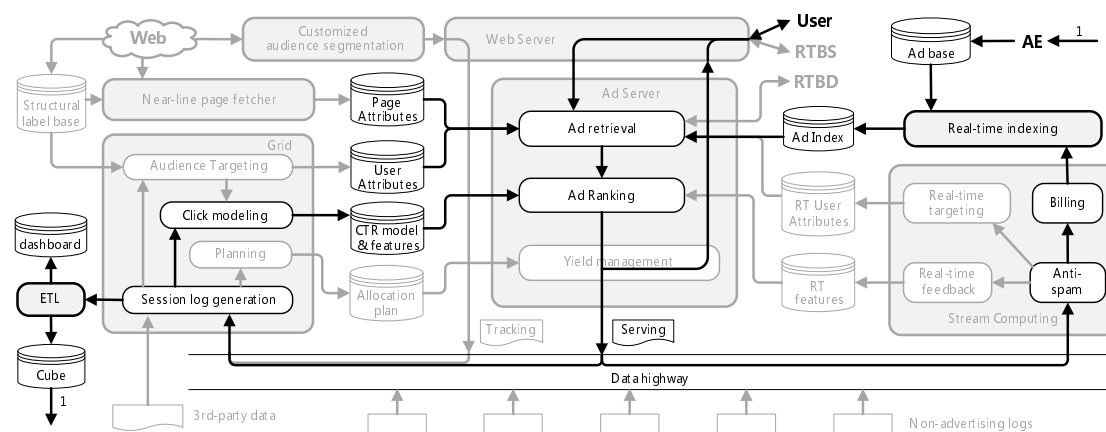 User
Web
Customized
audience segmentation
Web Server
RTBS
Ad base
AE
1
RTBD
Structural
label base
Near-line page fetcher
Page
Attributes
Ad Server
Ad retrieval
Ad Index
Real-time indexing
Grid
Audience Targeting
User
Attributes
Ad Ranking
RT User
Attributes
Real-time
targeting
Billing
Click modeling
CTR model
& features
dashboard
Planning
Yield management
Allocation
plan
RT
features
Real-time
feedback
Anti-
spam
ETL
Session log generation
Stream Computing
Tracking
Serving
Cube
Data highway
1
3rd-party data
Non-advertising logs